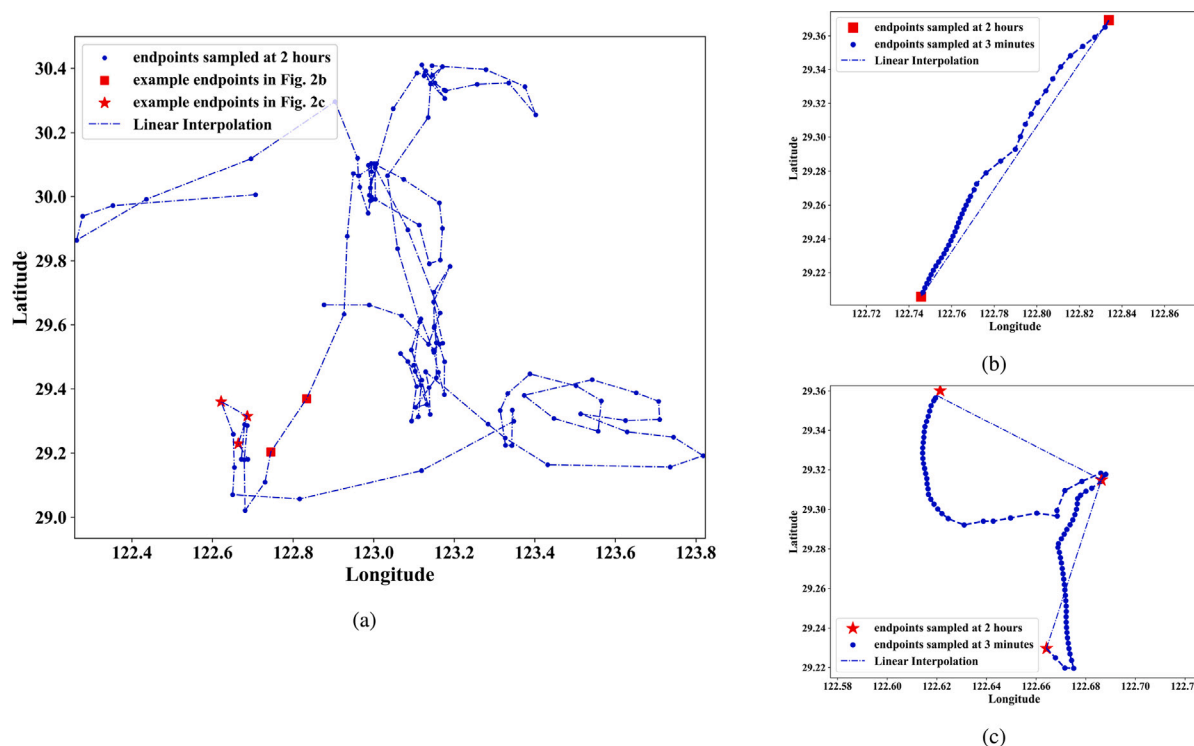 endpoints sampled at 2 hours
example endpoints in Fig. 2b
example endpoints in Fig. 2c
Linear Interpolation
30.4
30.2
30.0
29.8
29.6
29.4
29.2
29.0
Latitude
122.4 122.6 122.8 123.0 123.2 123.4 123.6 123.8
Longitude
(a)
endpoints sampled at 2 hours
endpoints sampled at 3 minutes
Linear Interpolation
29.36
29.34
29.32
29.30
29.28
29.26
29.24
29.22
Latitude
122.72 122.74 122.76 122.78 122.80 122.82 122.84 122.86
Longitude
(b)
29.36
29.34
29.32
29.30
29.28
29.26
29.24
29.22
Latitude
endpoints sampled at 2 hours
endpoints sampled at 3 minutes
Linear Interpolation
122.58 122.60 122.62 122.64 122.66 122.68 122.70
Longitude
(c)